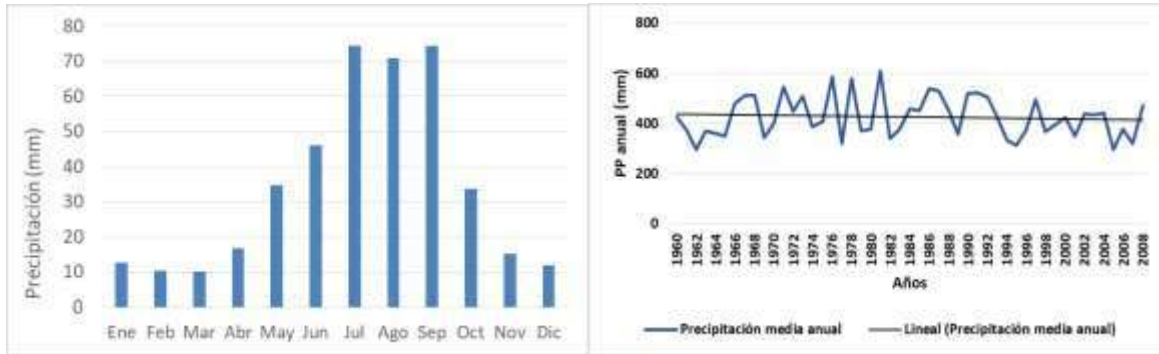 Precipitación (mm)
80
70
60
50
40
30
20
10
0
Ene Feb Mar Abr May Jun Jul Ago Sep Oct Nov Dic
PP anual (mm)
800
600
400
200
0
1960 1962 1964 1966 1968 1970 1972 1974 1976 1978 1980 1982 1984 1986 1988 1990 1992 1994 1996 1998 2000 2002 2004 2006 2008
Años
Precipitación media anual Lineal (Precipitación media anual)